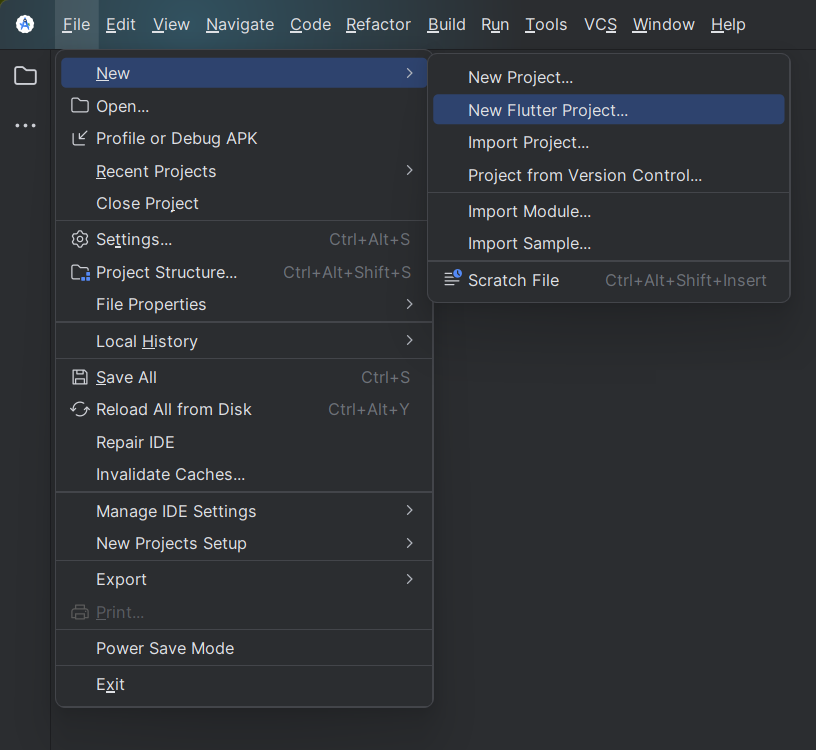 File Edit View Navigate Code Refactor Build Run Tools VCS Window Help
New
Open...
Profile or Debug APK
Recent Projects
Close Project
Settings... Ctrl+Alt+S
Project Structure... Ctrl+Alt+Shift+S
File Properties
Local History
Save All Ctrl+S
Reload All from Disk Ctrl+Alt+Y
Repair IDE
Invalidate Caches...
Manage IDE Settings
New Projects Setup
Export
Print...
Power Save Mode
Exit
New Project...
New Flutter Project...
Import Project...
Project from Version Control...
Import Module...
Import Sample...
Scratch File Ctrl+Alt+Shift+Insert